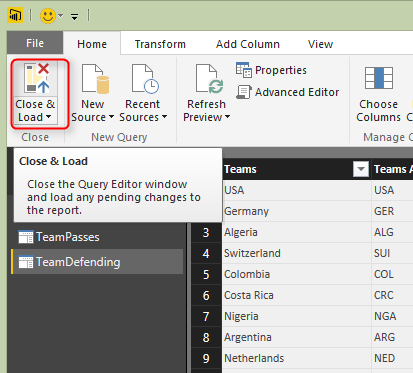 File Home Transform Add Column View
Close & Load
New Source
Recent Sources
Refresh Preview
Properties
Advanced Editor
Choose Columns
Close
New Query
Manage
Close & Load
Close the Query Editor window
and load any pending changes to
the report.
TeamPasses
TeamDefending
Teams Teams
USA USA
Germany GER
3 Algeria ALG
4 Switzerland SUI
5 Colombia COL
6 Costa Rica CRC
7 Nigeria NGA
8 Argentina ARG
9 Netherlands NED